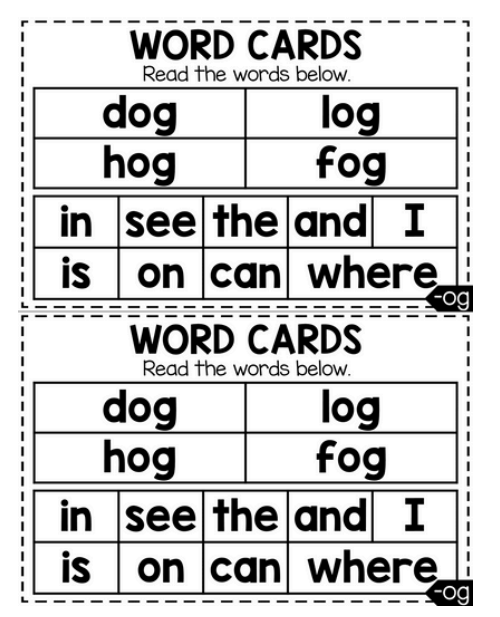 WORD CARDS
Read the words below.
dog log
hog fog
in see the and I
is on can where
-og
WORD CARDS
Read the words below.
dog log
hog fog
in see the and I
is on can where
-og